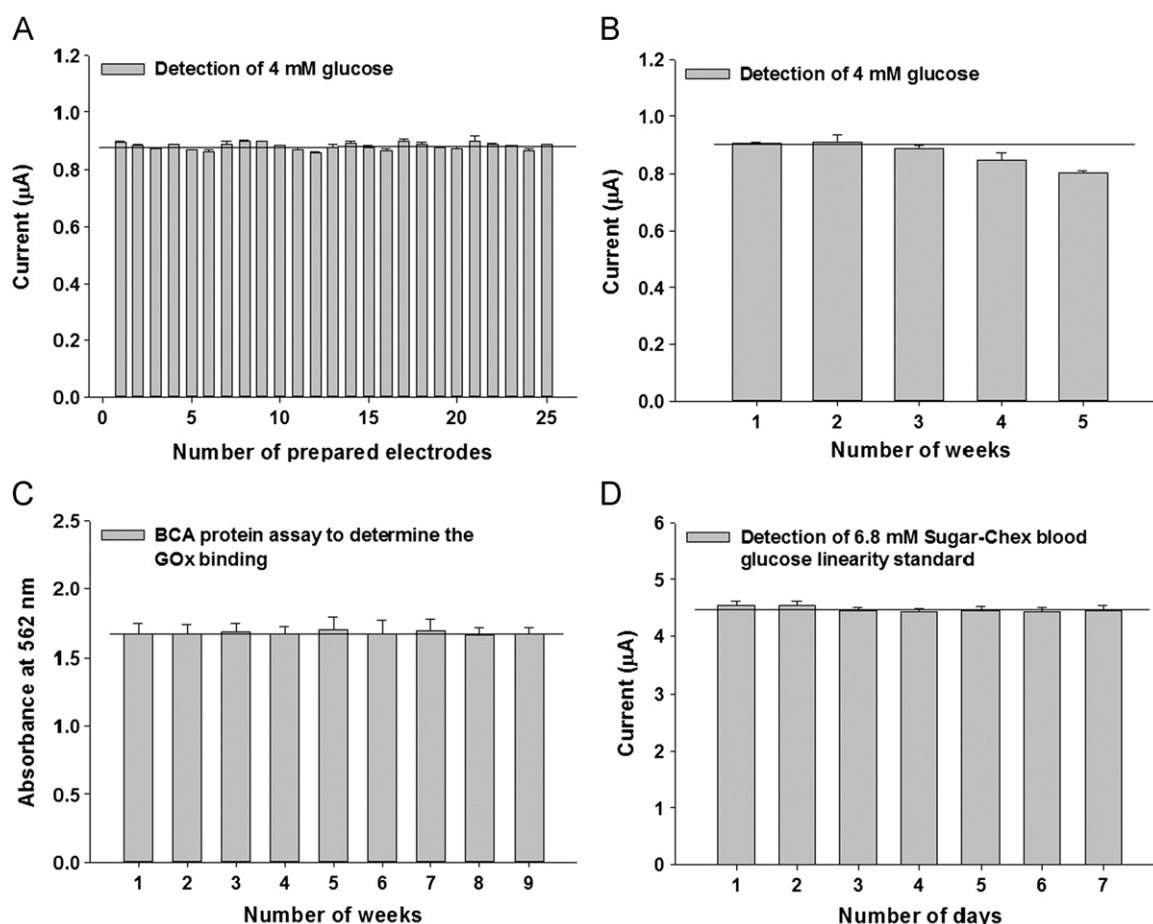 A
1.2
1.0
0.8
0.6
0.4
0.2
0.0
Current (µA)
Detection of 4 mM glucose
0 5 10 15 20 25
Number of prepared electrodes
B
1.2
1.0
0.8
0.6
0.4
0.2
0.0
Current (µA)
Detection of 4 mM glucose
1 2 3 4 5
Number of weeks
C
2.5
2.0
1.5
1.0
0.5
0.0
Absorbance at 562 nm
BCA protein assay to determine the
GOx binding
1 2 3 4 5 6 7 8 9
Number of weeks
D
6
5
4
3
2
1
0
Current (µA)
Detection of 6.8 mM Sugar-Chex blood
glucose linearity standard
1 2 3 4 5 6 7
Number of days